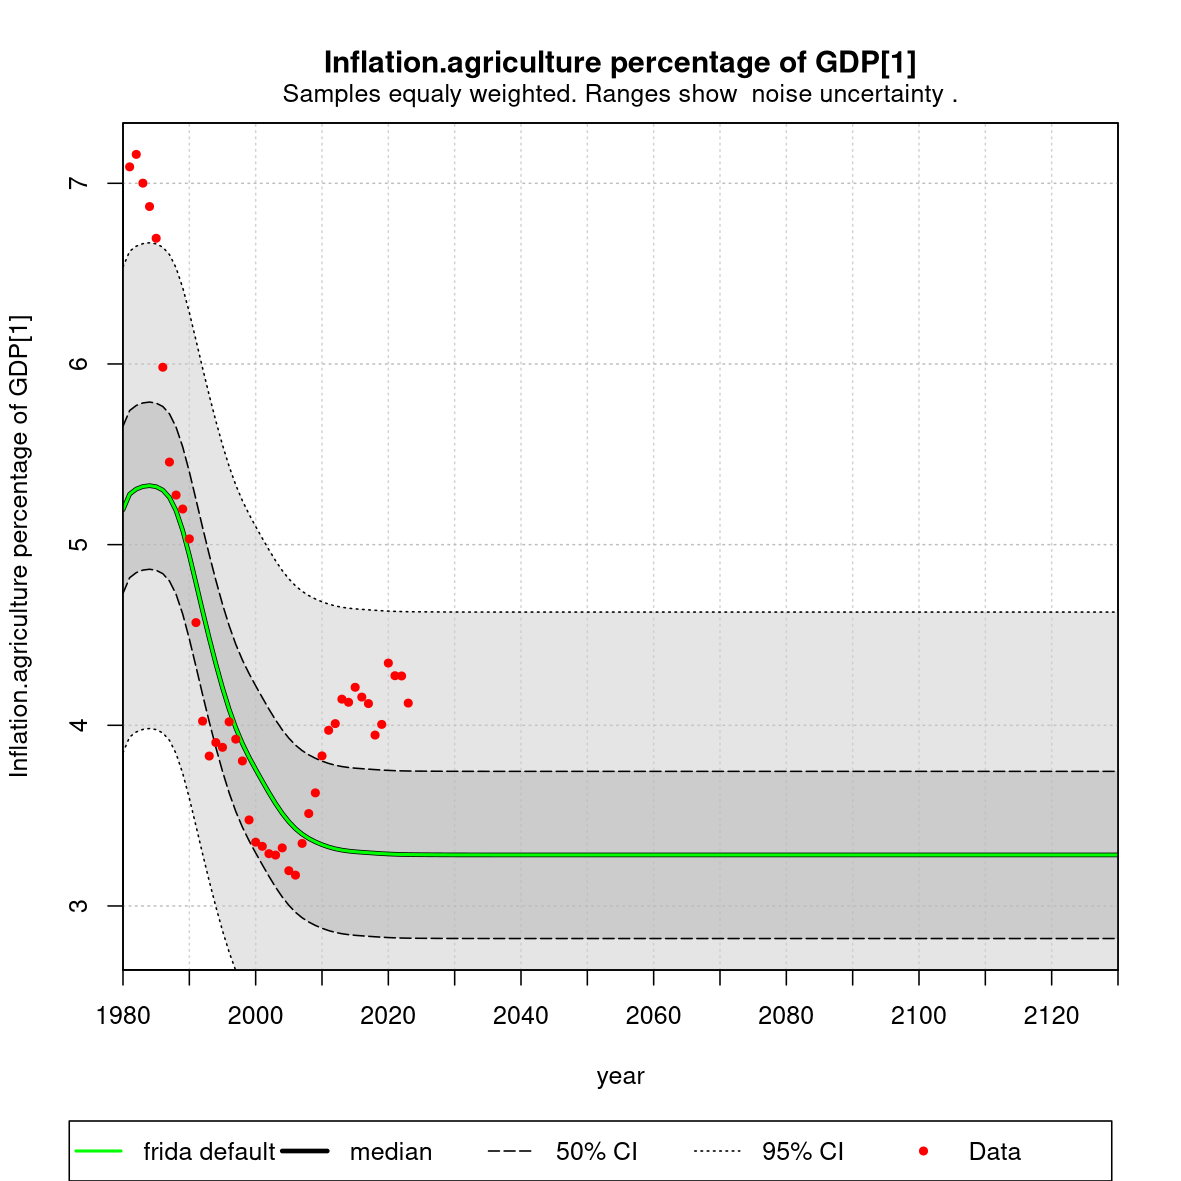 Inflation.agriculture percentage of GDP[1]
Samples equaly weighted. Ranges show  noise uncertainty .
Inflation.agriculture percentage of GDP[1]
7
6
5
4
3
1980 2000 2020 2040 2060 2080 2100 2120
year
frida default median 50% CI 95% CI Data